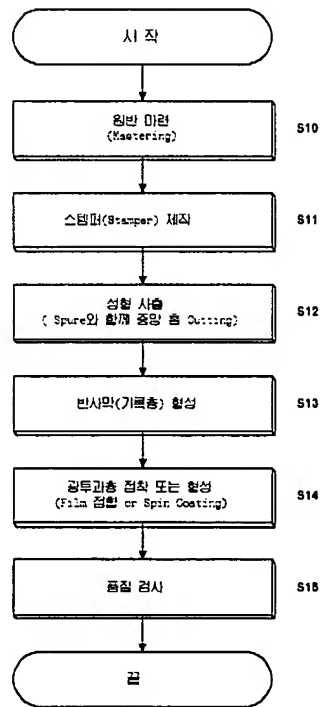 시 작
원반 마련
(Mastering)
S10
스템퍼(Stamper) 제작
S11
성형 사출
( Spure와 함께 중앙 홈 Cutting)
S12
반사막(기록층) 형성
S13
광투과층 접착 또는 형성
(Film 접합 or Spin Coating)
S14
품질 검사
S15
끝